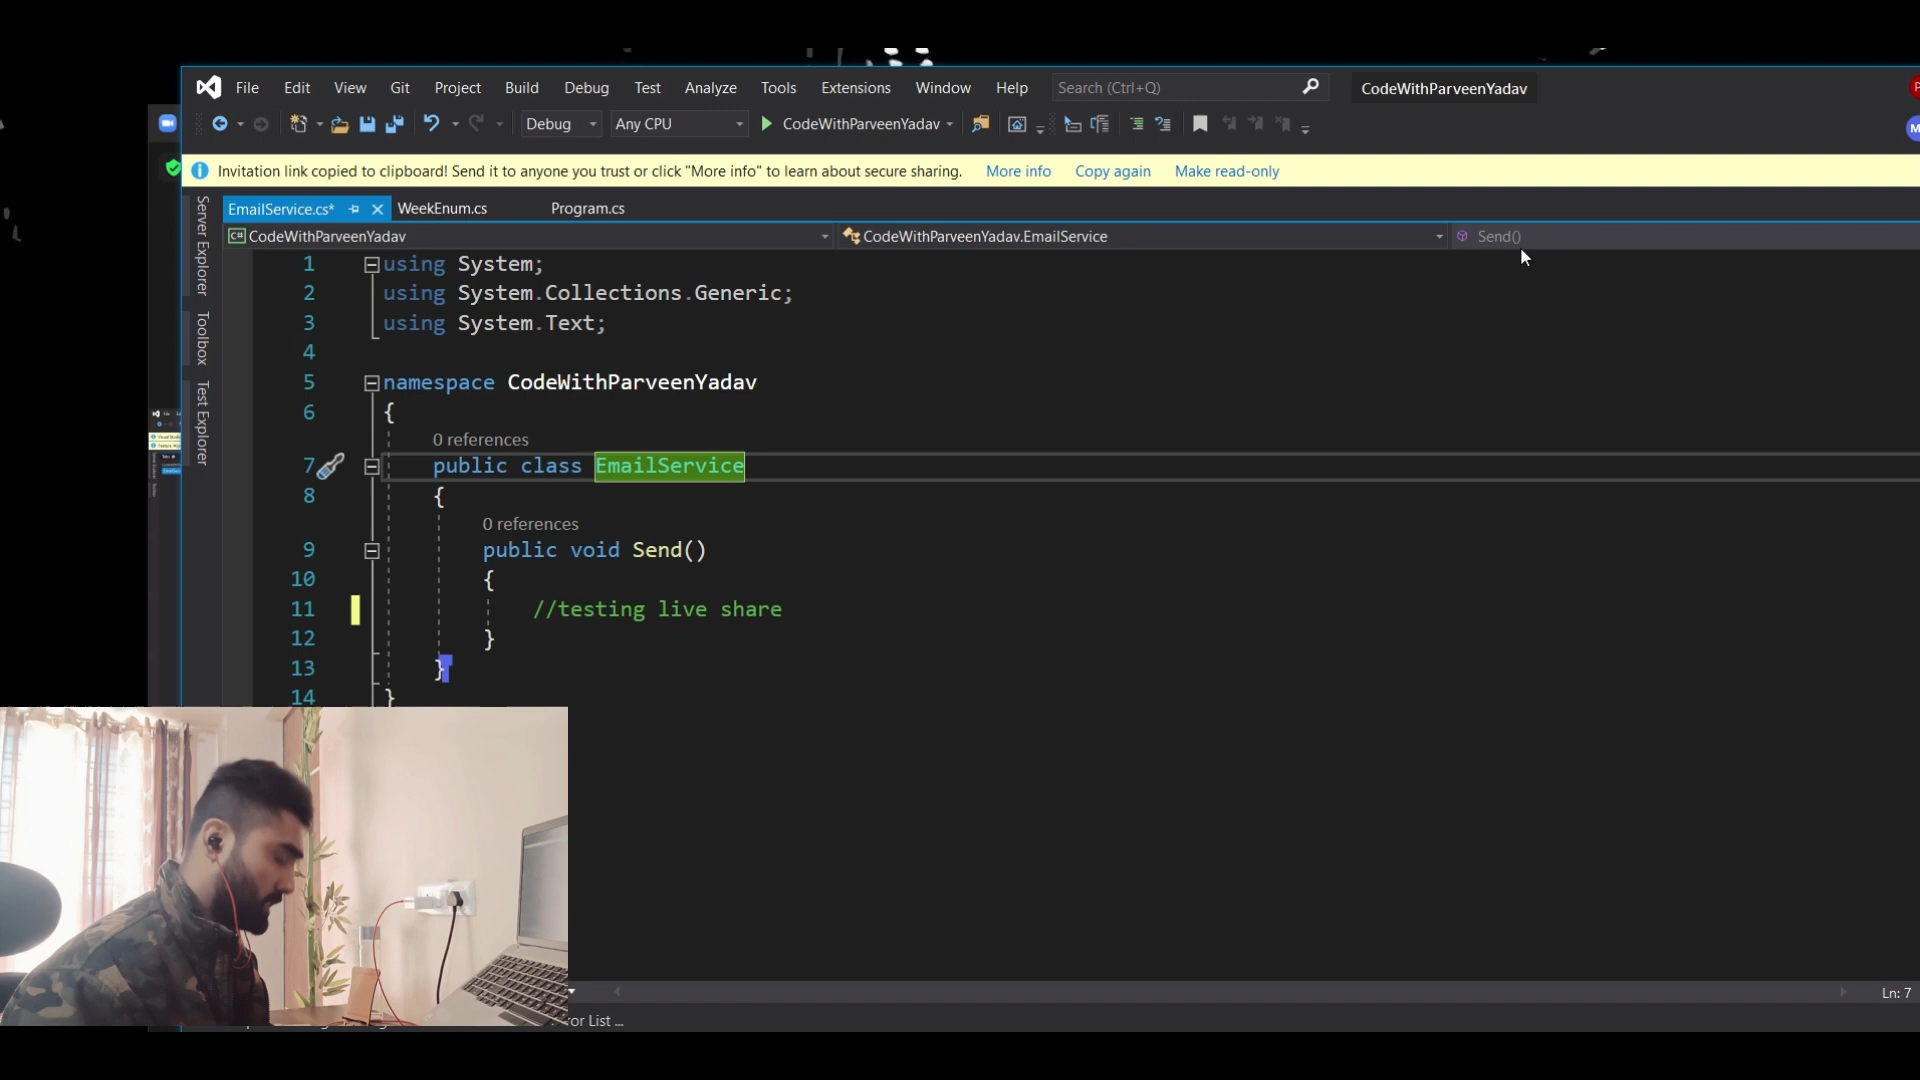 File Edit View Git Project Build Debug Test Analyze Tools Extensions Window Help Search (Ctrl+Q) CodeWithParveenYadav
Debug Any CPU CodeWithParveenYadav
Invitation link copied to clipboard! Send it to anyone you trust or click "More info" to learn about secure sharing. More info Copy again Make read-only
EmailService.cs* WeekEnum.cs Program.cs
CodeWithParveenYadav CodeWithParveenYadav.EmailService Send()
Server Explorer
Toolbox
Test Explorer
1 using System;
2 using System.Collections.Generic;
3 using System.Text;
4
5 namespace CodeWithParveenYadav
6 {
0 references
7 public class EmailService
8 {
0 references
9 public void Send()
10 {
11 //testing live share
12 }
13 }
14 }
Ln: 7
ror List ...